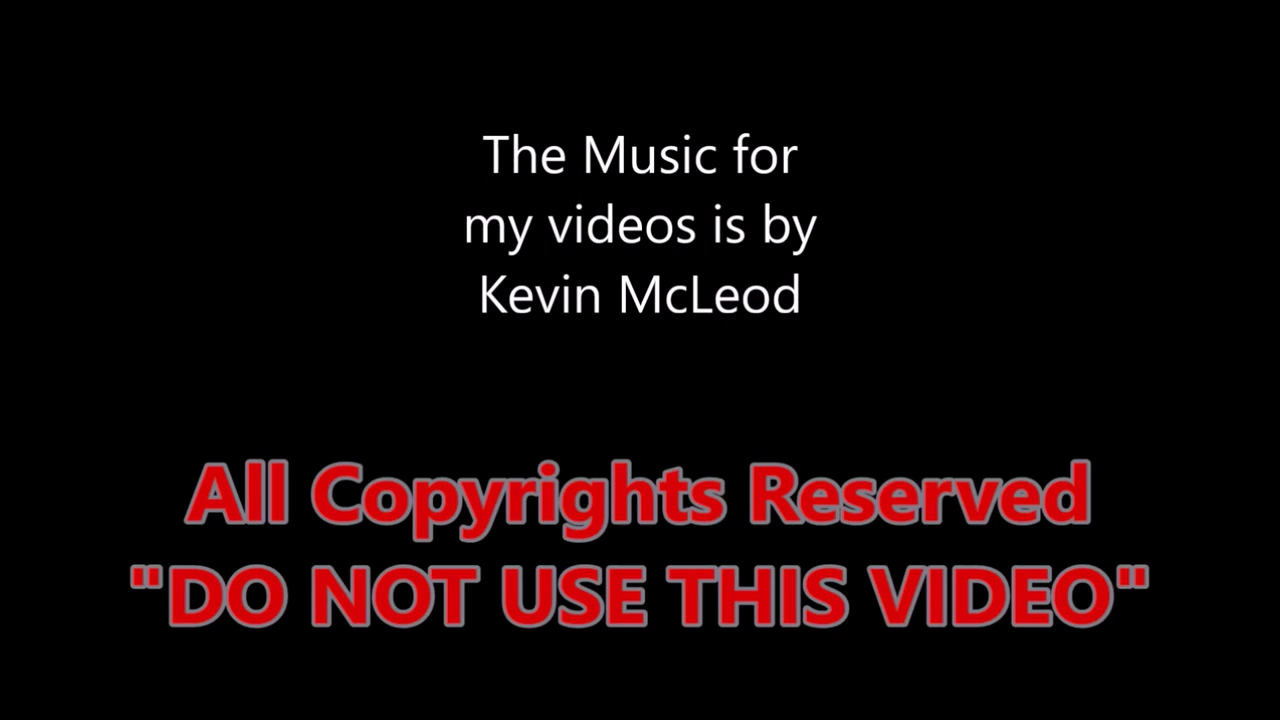 The Music for
my videos is by
Kevin McLeod
All Copyrights Reserved
"DO NOT USE THIS VIDEO"